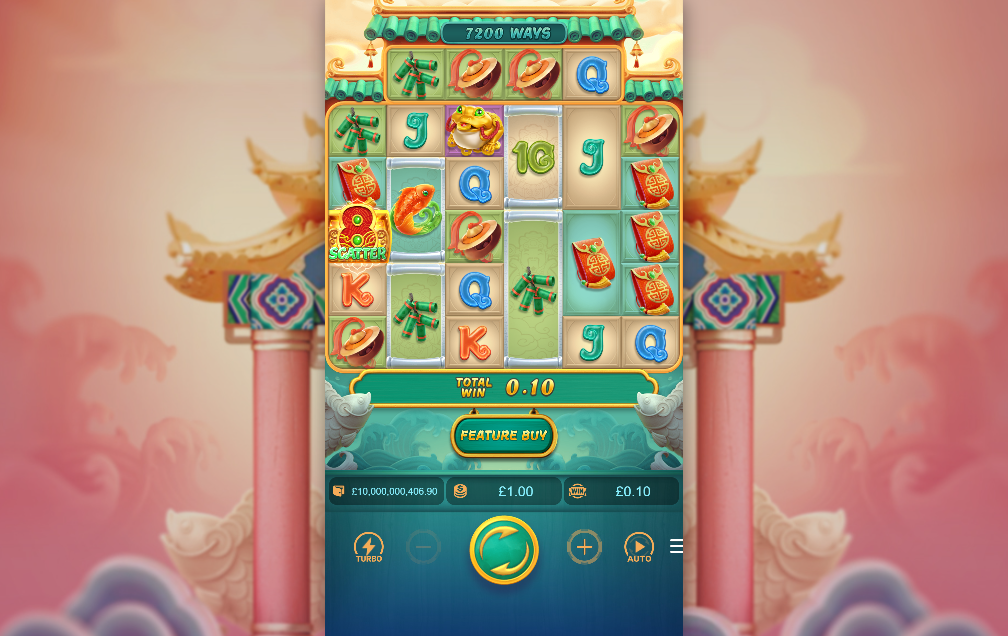 7200 WAYS
Q
J
10
J
Q
8
SCATTER
K
Q
K
J
Q
TOTAL
WIN
0.10
FEATURE BUY
£10,000,000,406.90
£1.00
WIN
£0.10
TURBO
AUTO